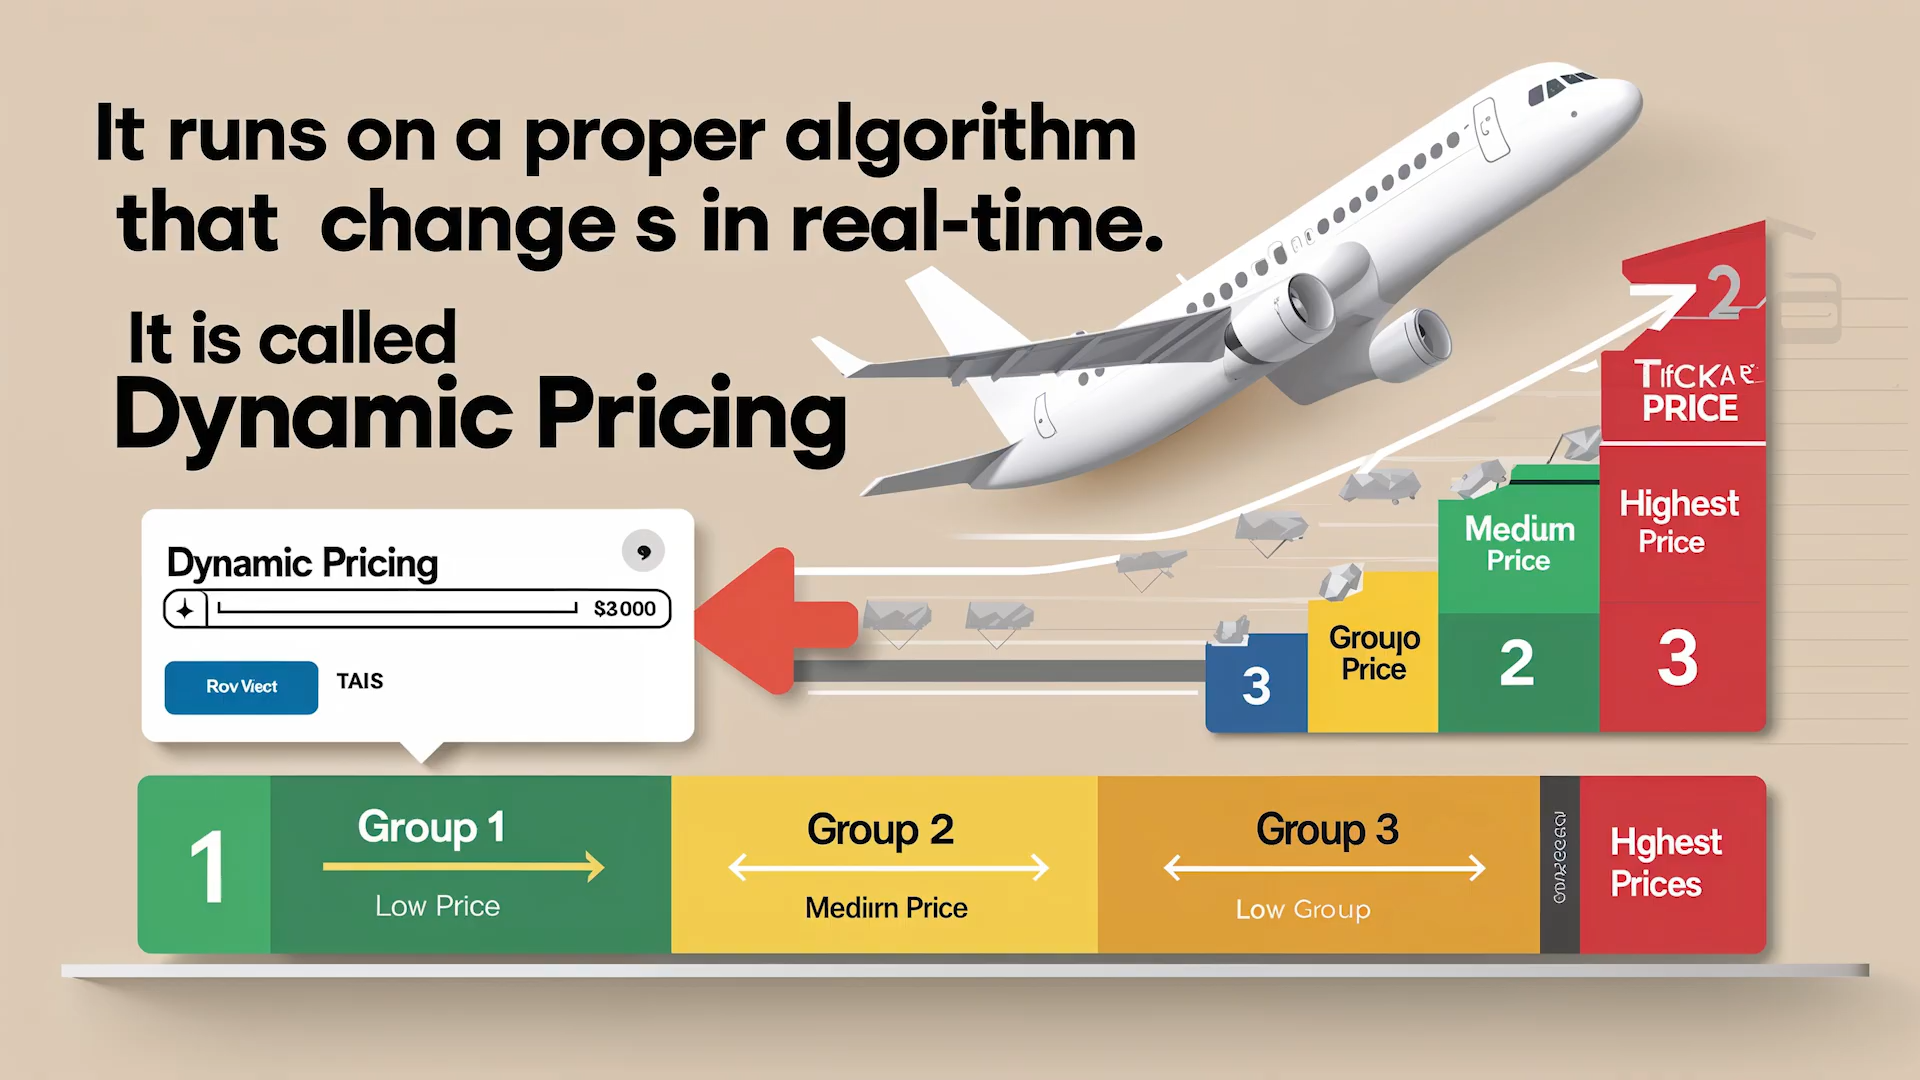 It runs on a proper algorithm
that change s in real-time.
It is called
Dynamic Pricing
Dynamic Pricing
$3000
Rov Viect
TAIS
2
PRICE
Highest
Price
3
Medium
Price
2
Groujo
Price
3
1
Group 1
Low Price
Group 2
Mediirn Price
Group 3
Low Group
Hghest
Prices